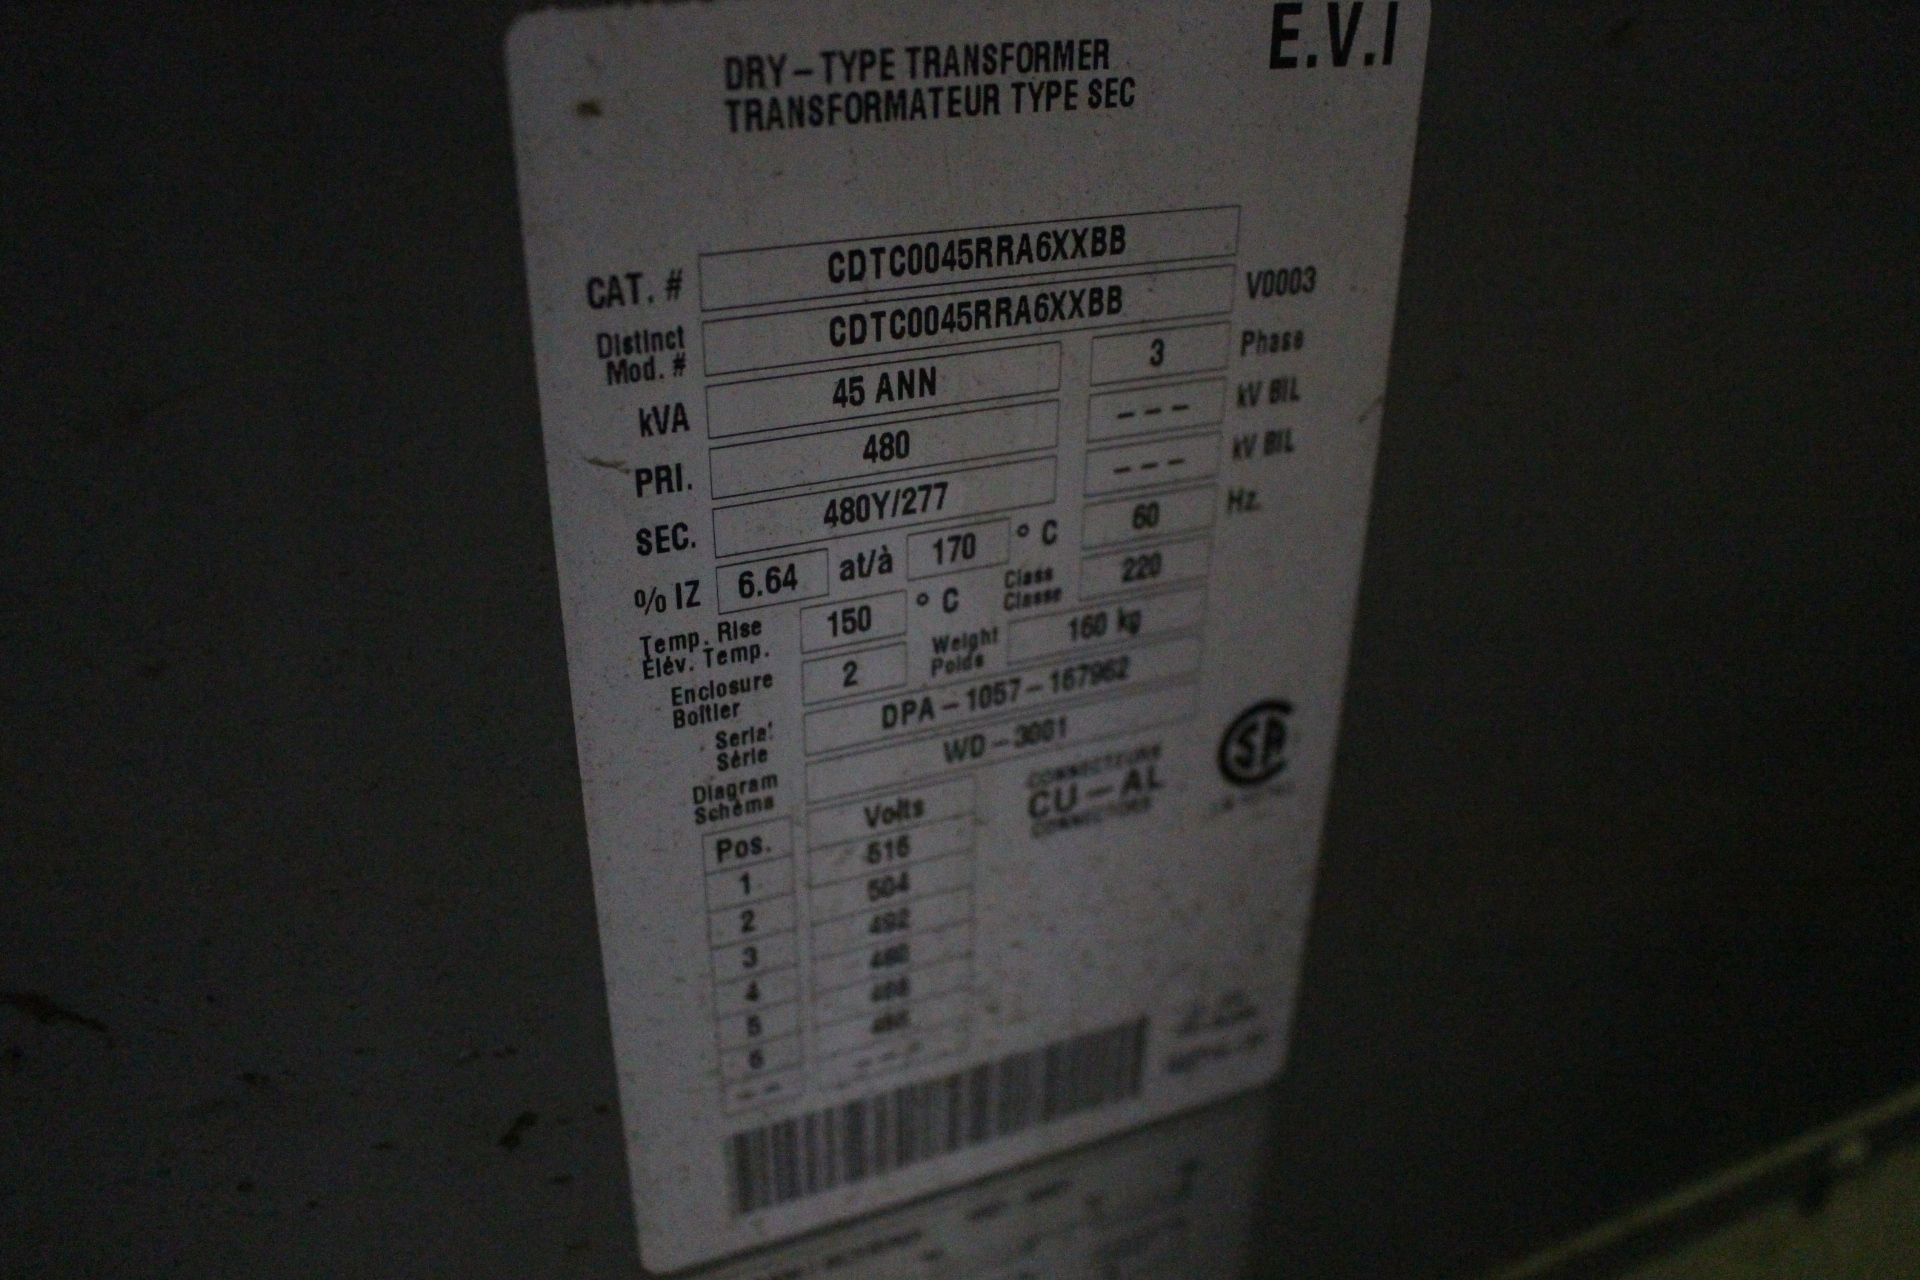 E.V.I
DRY-TYPE TRANSFORMER
TRANSFORMATEUR TYPE SEC
CAT. # CDTC0045RRA6XXBB
Distinct Mod. # CDTC0045RRA6XXBB V0003
kVA 45 ANN 3 Phase
PRI. 480 --- kV BIL
SEC. 480Y/277 --- kV BIL
% IZ 6.64 at/à 170 ° C 60 Hz.
Temp. Rise Élév. Temp. 150 ° C Class Classe 220
Enclosure Boîtier 2 Weight Poids 160 kg
Serial Série DPA-1057-167962
Diagram Schéma WD-3001
Pos. Volts
1 516
2 504
3 492
4 480
5 468
6
-- ---
CONNECTEURS
CU-AL
CONNECTORS